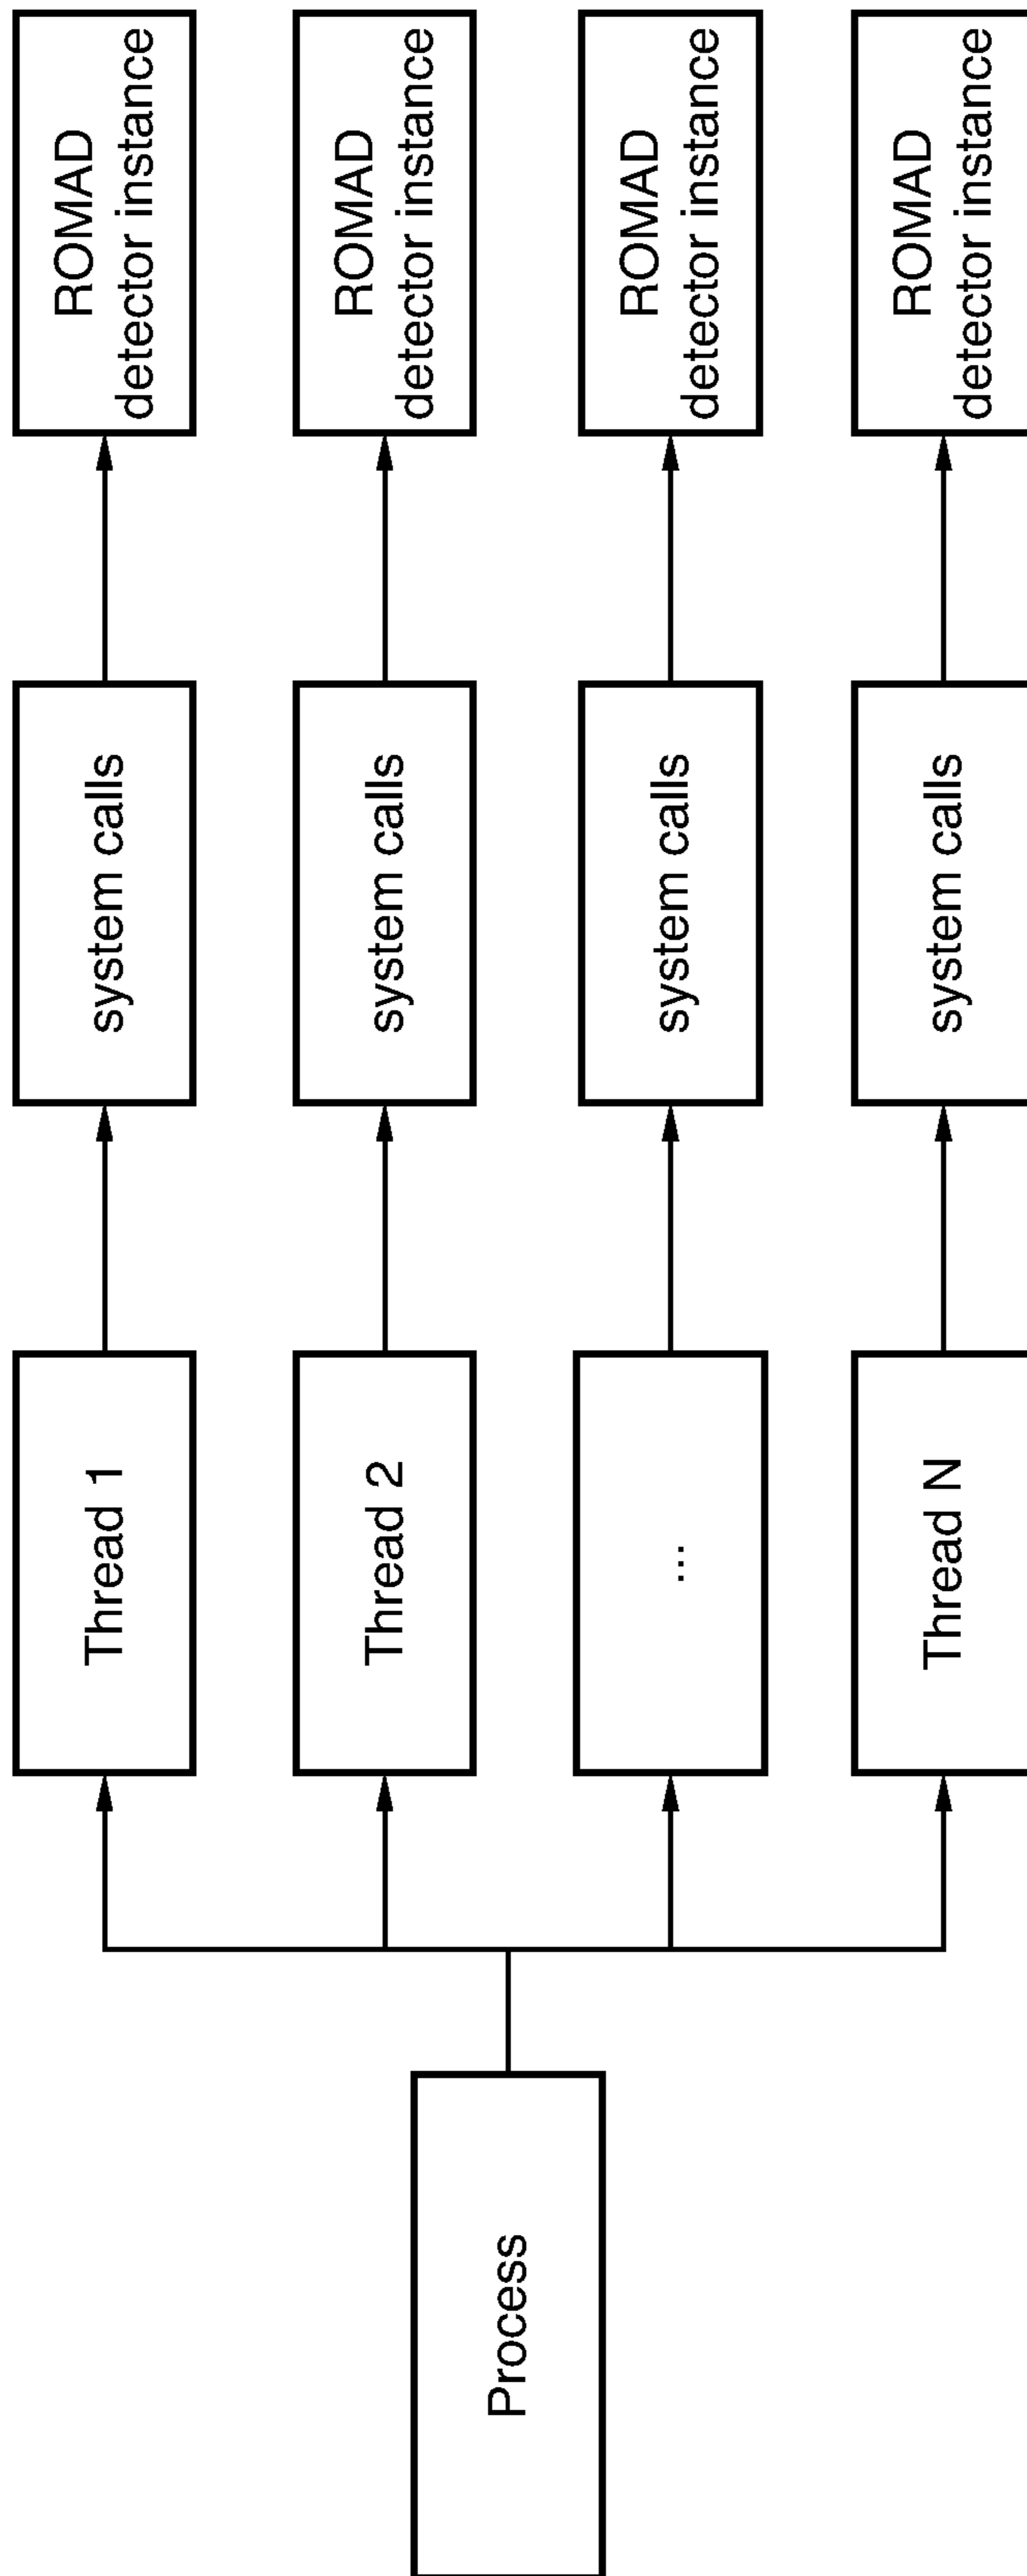 Process
Thread 1
system calls
ROMAD
detector instance
Thread 2
system calls
ROMAD
detector instance
...
system calls
ROMAD
detector instance
Thread N
system calls
ROMAD
detector instance